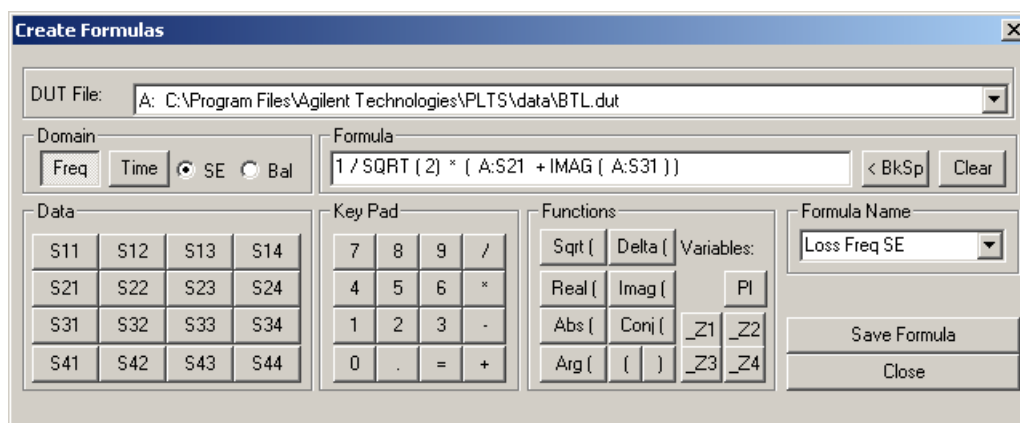 Create Formulas
DUT File: A: C:\Program Files\Agilent Technologies\PLTS\data\BTL.dut
Domain
Freq Time SE Bal
Formula
1 / SQRT ( 2) * ( A:S21 + IMAG ( A:S31 ) ) < BkSp Clear
Data
S11 S12 S13 S14
S21 S22 S23 S24
S31 S32 S33 S34
S41 S42 S43 S44
Key Pad
7 8 9 /
4 5 6 *
1 2 3 -
0 . = +
Functions
Sqrt ( Delta ( Variables:
Real ( Imag ( PI
Abs ( Conj ( _Z1 _Z2
Arg ( ( ) _Z3 _Z4
Formula Name
Loss Freq SE
Save Formula
Close